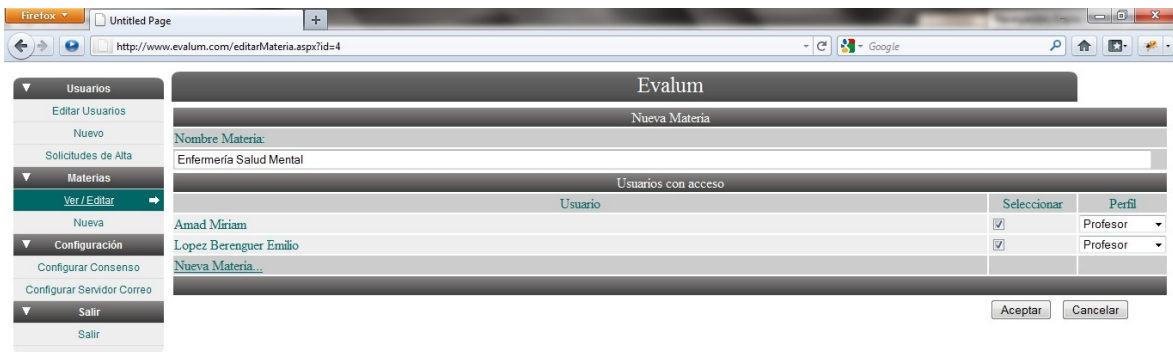 Firefox
Untitled Page
http://www.evalum.com/editarMateria.aspx?id=4
Google
Usuarios
Editar Usuarios
Nuevo
Solicitudes de Alta
Materias
Ver / Editar
Nueva
Configuración
Configurar Consenso
Configurar Servidor Correo
Salir
Salir
Evalum
Nueva Materia
Nombre Materia:
Enfermería Salud Mental
Usuarios con acceso
Usuario Seleccionar Perfil
Amad Miriam Profesor
Lopez Berenguer Emilio Profesor
Nueva Materia...
Aceptar Cancelar